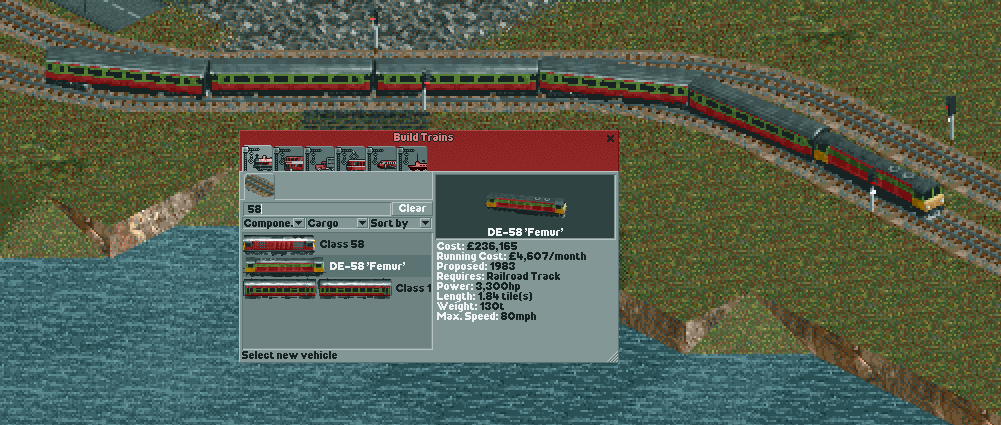 Build Trains
58
Clear
Compone.
Cargo
Sort by
Class 58
DE-58 'Femur'
Class 1
DE-58 'Femur'
Cost: £236,165
Running Cost: £4,607/month
Proposed: 1983
Requires: Railroad Track
Power: 3,300hp
Length: 1.84 tile(s)
Weight: 130t
Max. Speed: 80mph
Select new vehicle